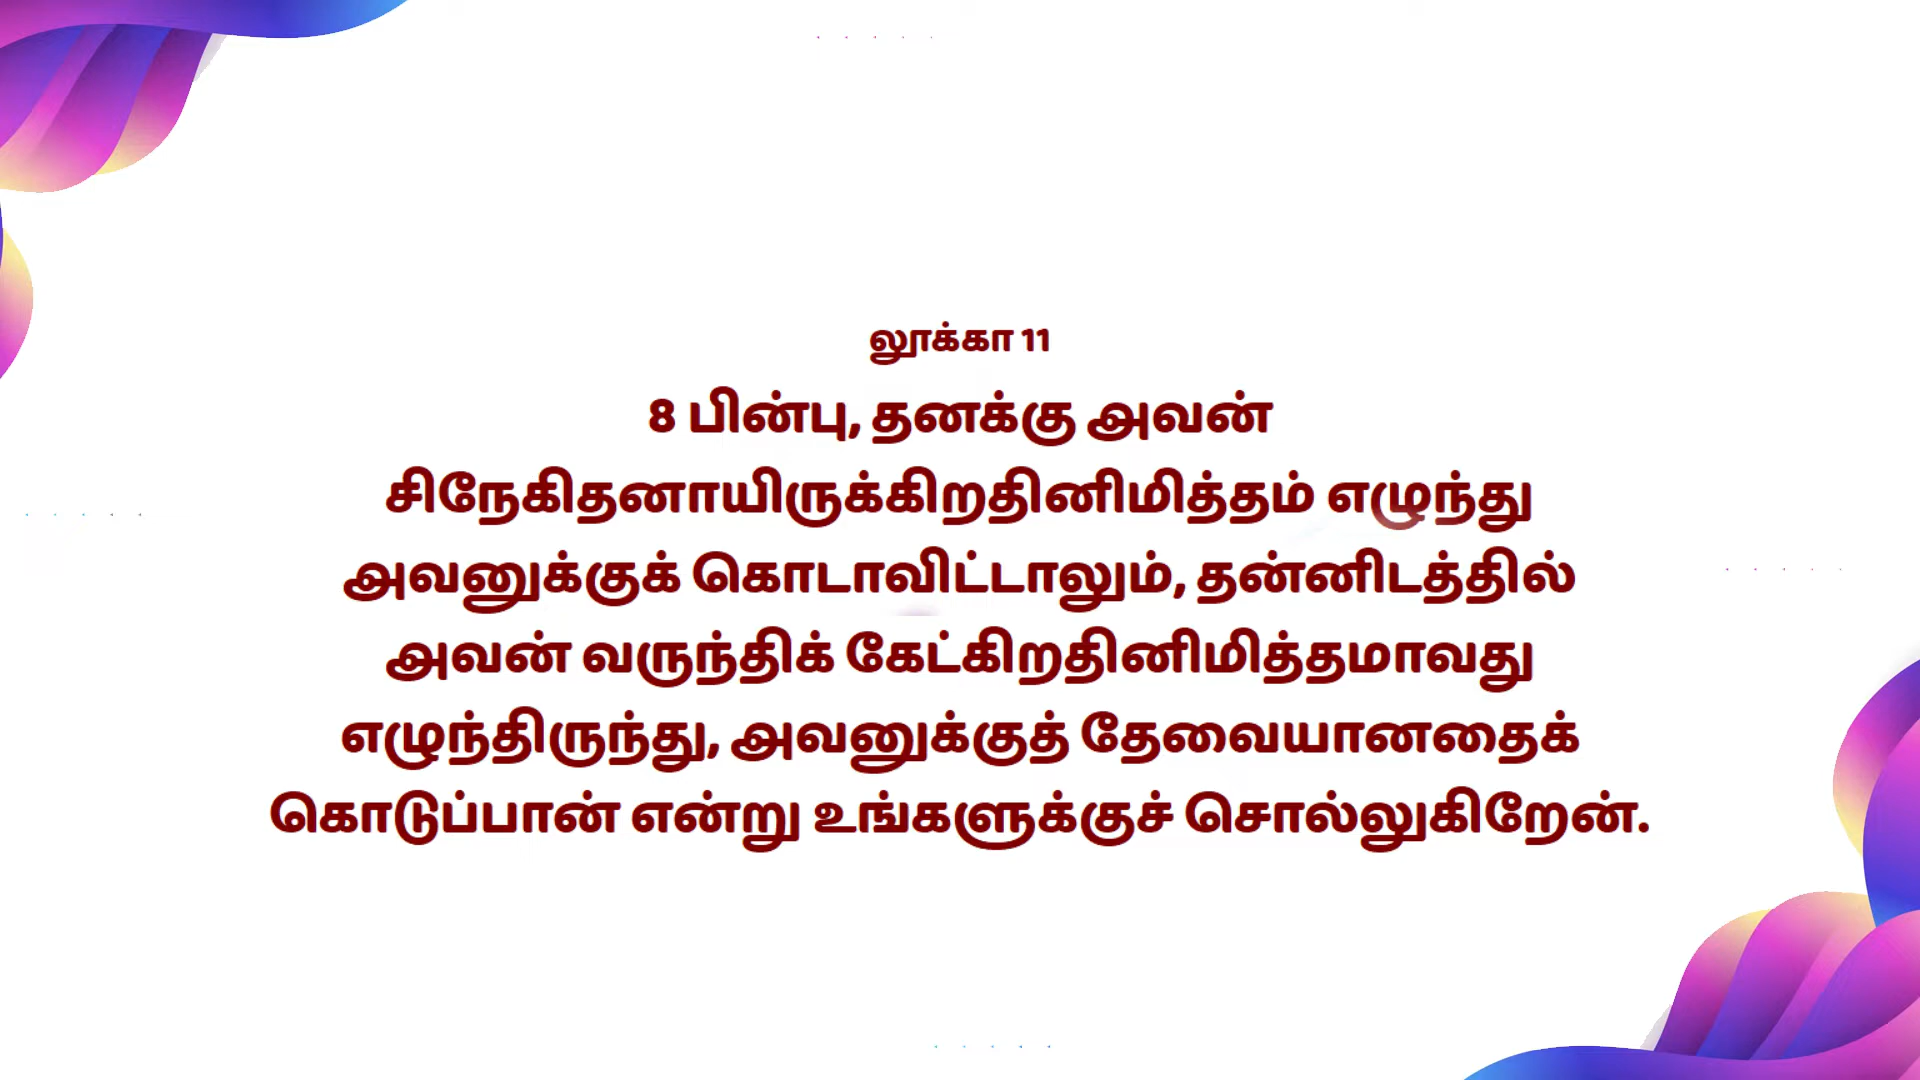 லூக்கா 11
8 பின்பு, தனக்கு அவன்
சிநேகிதனாயிருக்கிறதினிமித்தம் எழுந்து
அவனுக்குக் கொடாவிட்டாலும், தன்னிடத்தில்
அவன் வருந்திக் கேட்கிறதினிமித்தமாவது
எழுந்திருந்து, அவனுக்குத் தேவையானதைக்
கொடுப்பான் என்று உங்களுக்குச் சொல்லுகிறேன்.